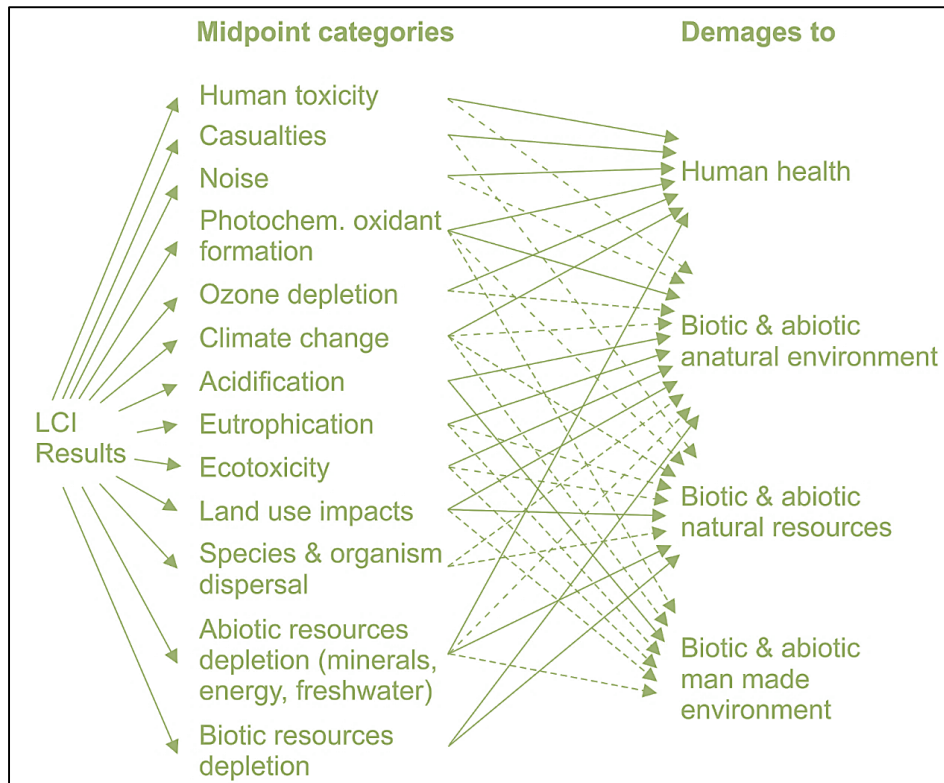 Midpoint categories
Demages to
Human toxicity
Casualties
Noise
Photochem. oxidant
formation
Ozone depletion
Climate change
Acidification
Eutrophication
Ecotoxicity
Land use impacts
Species & organism
dispersal
Abiotic resources
depletion (minerals,
energy, freshwater)
Biotic resources
depletion
LCI
Results
Human health
Biotic & abiotic
anatural environment
Biotic & abiotic
natural resources
Biotic & abiotic
man made
environment